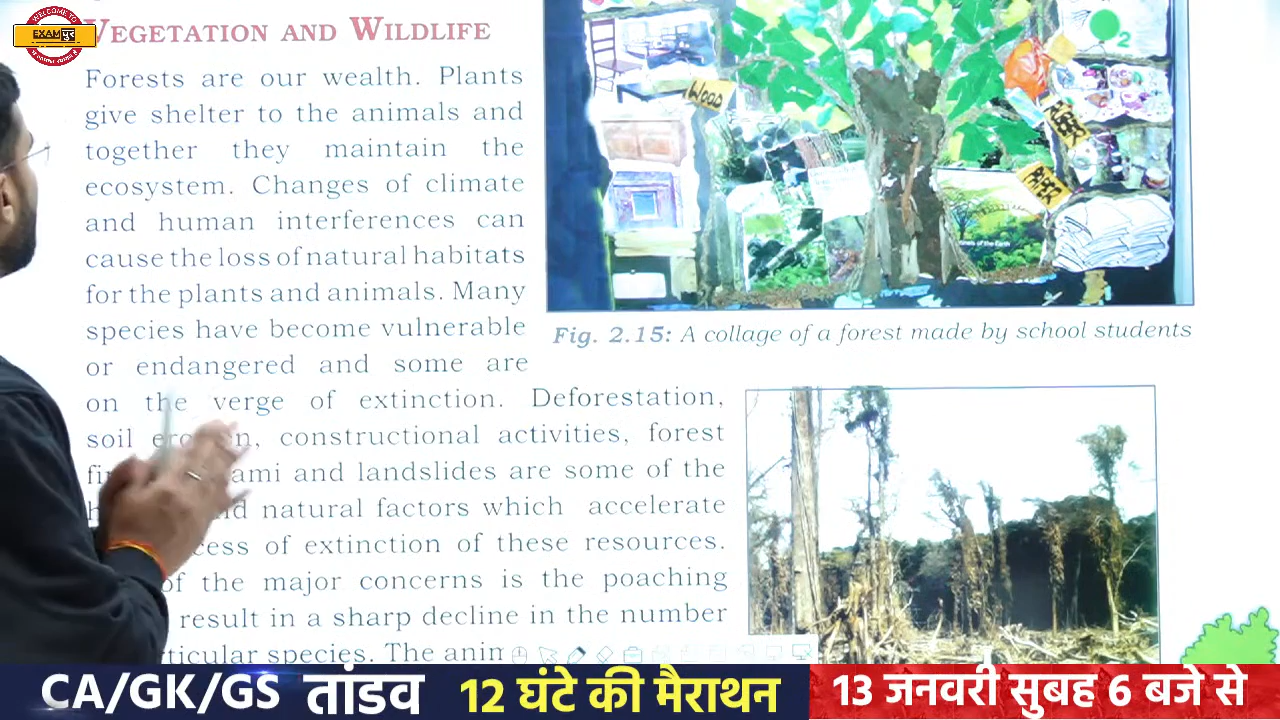 WELCOME TO
EXAM पुर
VEGETATION AND WILDLIFE
Forests are our wealth. Plants
give shelter to the animals and
together they maintain the
ecosystem. Changes of climate
and human interferences can
cause the loss of natural habitats
for the plants and animals. Many
species have become vulnerable
or endangered and some are
on the verge of extinction. Deforestation,
soil erosion, constructional activities, forest
ami and landslides are some of the
natural factors which accelerate
cess of extinction of these resources.
of the major concerns is the poaching
result in a sharp decline in the number
ticular species. The anim
WOOD
PAPER
Fig. 2.15: A collage of a forest made by school students
CA/GK/GS तांडव 12 घंटे की मैराथन 13 जनवरी सुबह 6 बजे से